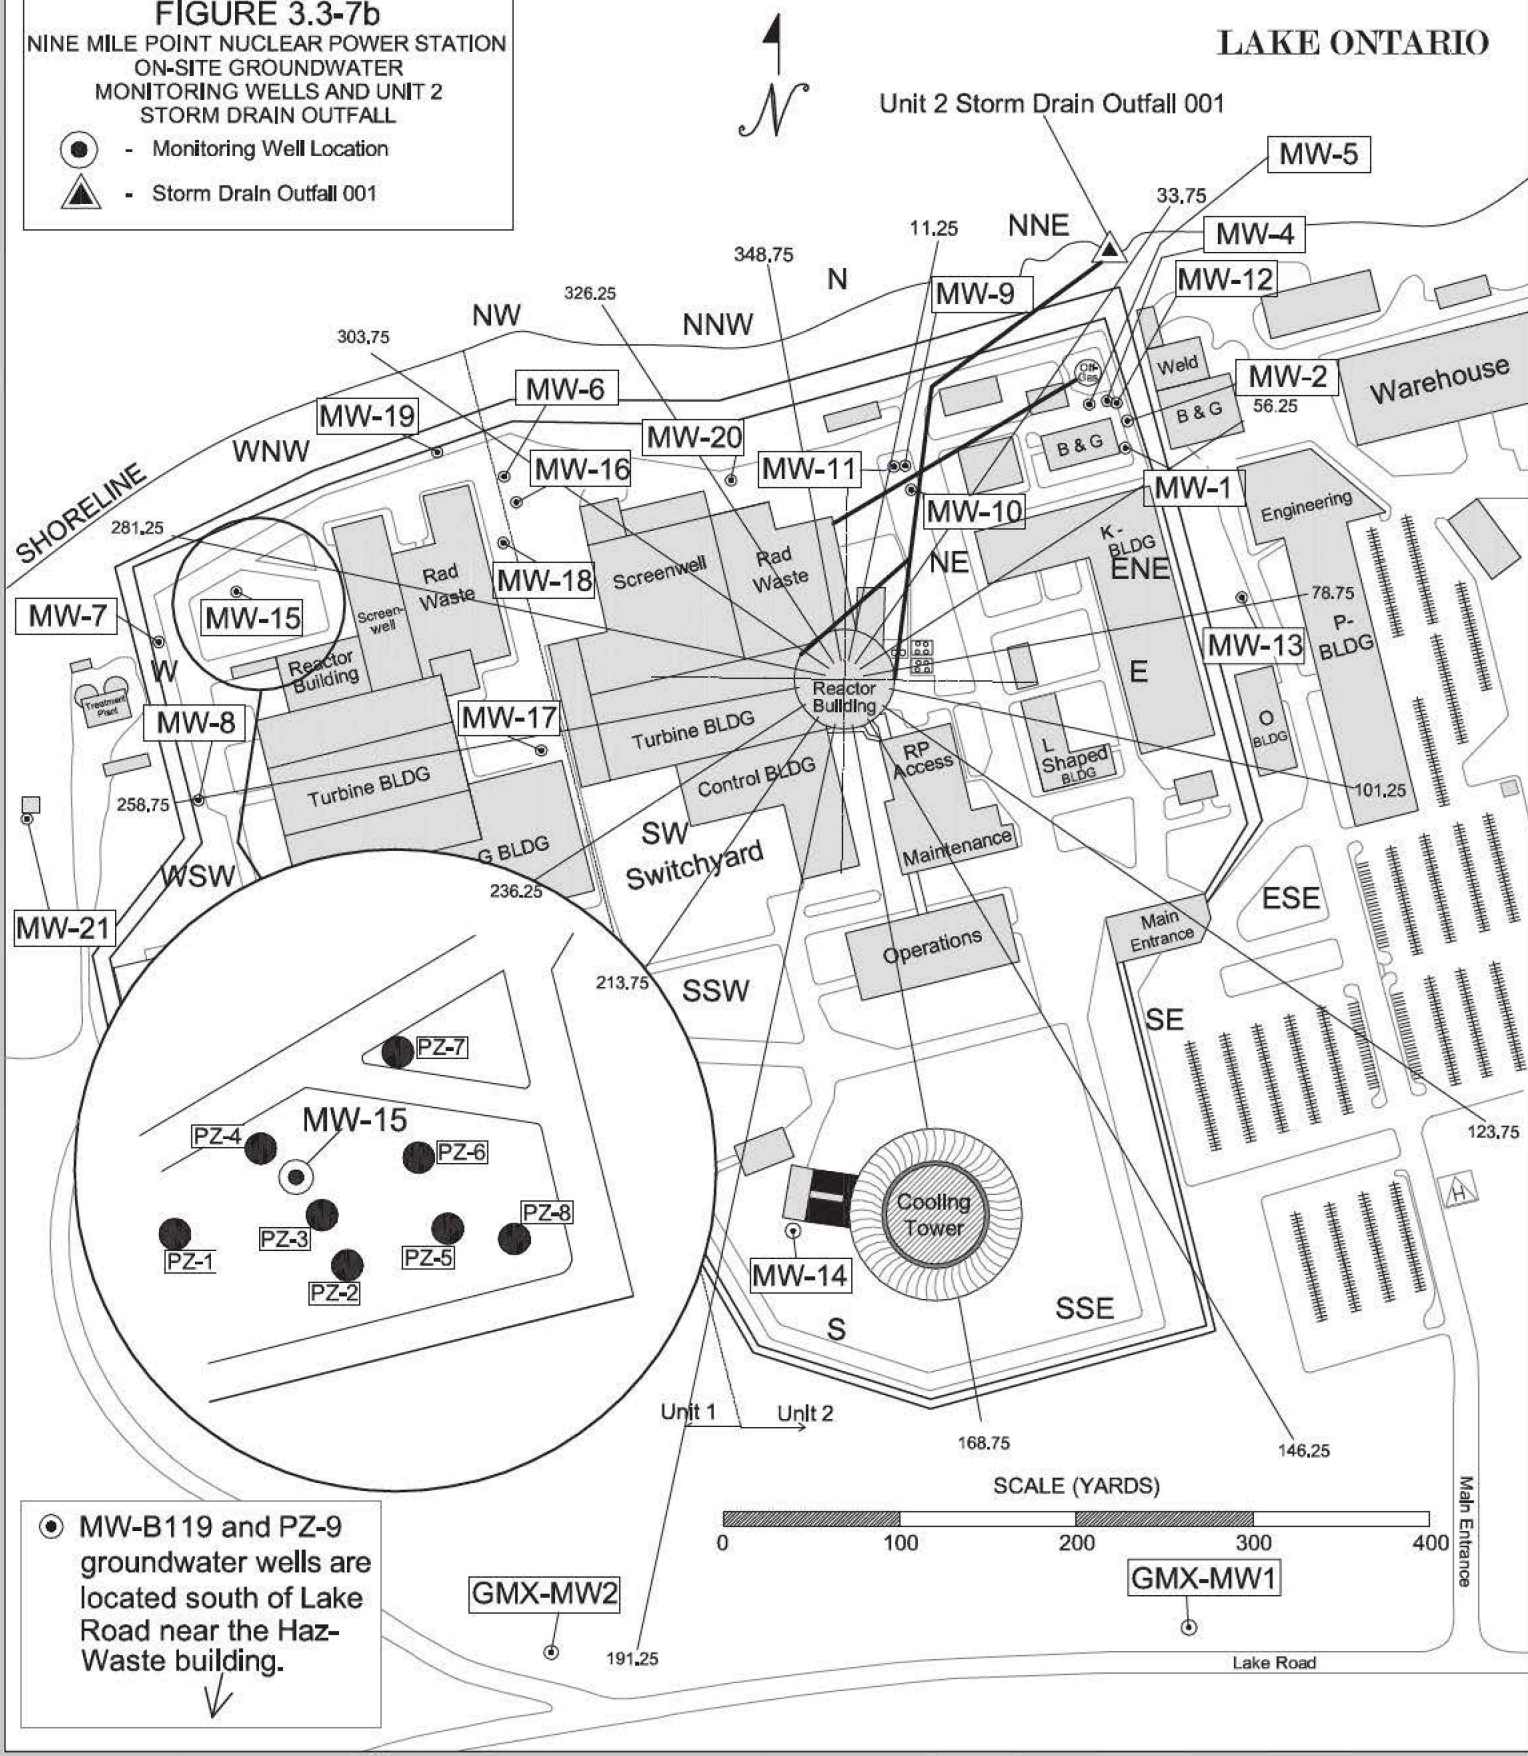 FIGURE 3.3-7b
NINE MILE POINT NUCLEAR POWER STATION
ON-SITE GROUNDWATER
MONITORING WELLS AND UNIT 2
STORM DRAIN OUTFALL
- Monitoring Well Location
- Storm Drain Outfall 001
N
LAKE ONTARIO
Unit 2 Storm Drain Outfall 001
MW-5
33.75
11.25
NNE
MW-4
348.75
N
MW-9
MW-12
326.25
NW
NNW
303.75
Off-
Gas
Weld
MW-2
Warehouse
MW-6
56.25
MW-19
B & G
MW-20
B & G
WNW
MW-16
MW-11
MW-1
SHORELINE
MW-10
Engineering
281.25
K-
BLDG
NE
ENE
Rad
Waste
Screenwell
Rad
Waste
MW-18
78.75
MW-7
MW-15
Screen-
well
P-
BLDG
MW-13
W
Reactor
Building
E
Reactor
Building
Treatment
Plant
MW-8
MW-17
Turbine BLDG
O
BLDG
RP
Access
L
Shaped
BLDG
Control BLDG
Turbine BLDG
101.25
258.75
SW
Switchyard
Maintenance
G BLDG
WSW
236.25
ESE
MW-21
Main
Entrance
Operations
213.75
SSW
SE
PZ-7
MW-15
PZ-4
PZ-6
123.75
H
Cooling
Tower
PZ-8
PZ-3
PZ-5
PZ-1
PZ-2
MW-14
SSE
S
Unit 1
Unit 2
168.75
146.25
SCALE (YARDS)
0 100 200 300 400
Main Entrance
MW-B119 and PZ-9
groundwater wells are
located south of Lake
Road near the Haz-
Waste building.
GMX-MW2
GMX-MW1
191.25
Lake Road